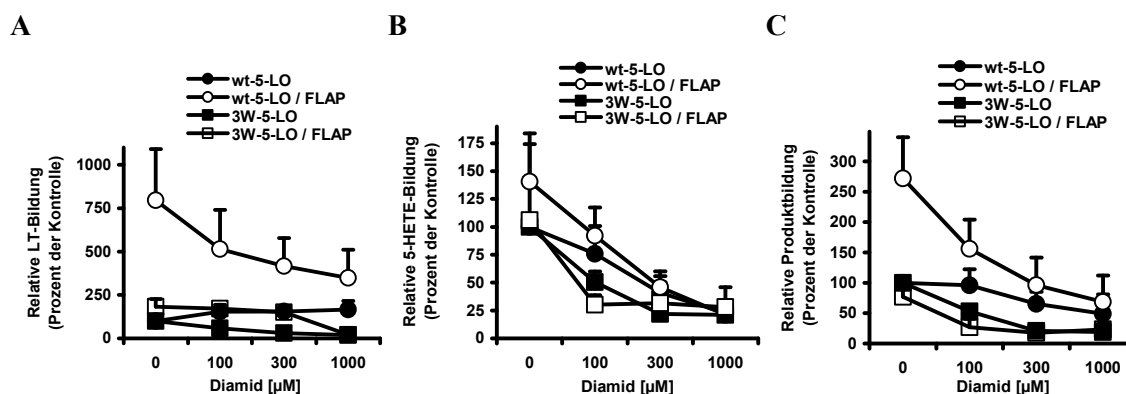 A
wt-5-LO
wt-5-LO / FLAP
3W-5-LO
3W-5-LO / FLAP
Relative LT-Bildung
(Prozent der Kontrolle)
1000
750
500
250
0
0 100 300 1000
Diamid [µM]
B
wt-5-LO
wt-5-LO / FLAP
3W-5-LO
3W-5-LO / FLAP
Relative 5-HETE-Bildung
(Prozent der Kontrolle)
175
150
125
100
75
50
25
0
0 100 300 1000
Diamid [µM]
C
wt-5-LO
wt-5-LO / FLAP
3W-5-LO
3W-5-LO / FLAP
Relative Produktbildung
(Prozent der Kontrolle)
300
250
200
150
100
50
0
0 100 300 1000
Diamid [µM]